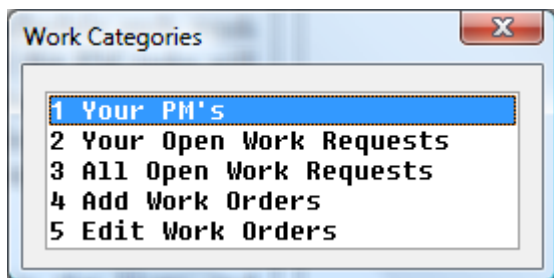 Work Categories
1 Your PM's
2 Your Open Work Requests
3 All Open Work Requests
4 Add Work Orders
5 Edit Work Orders